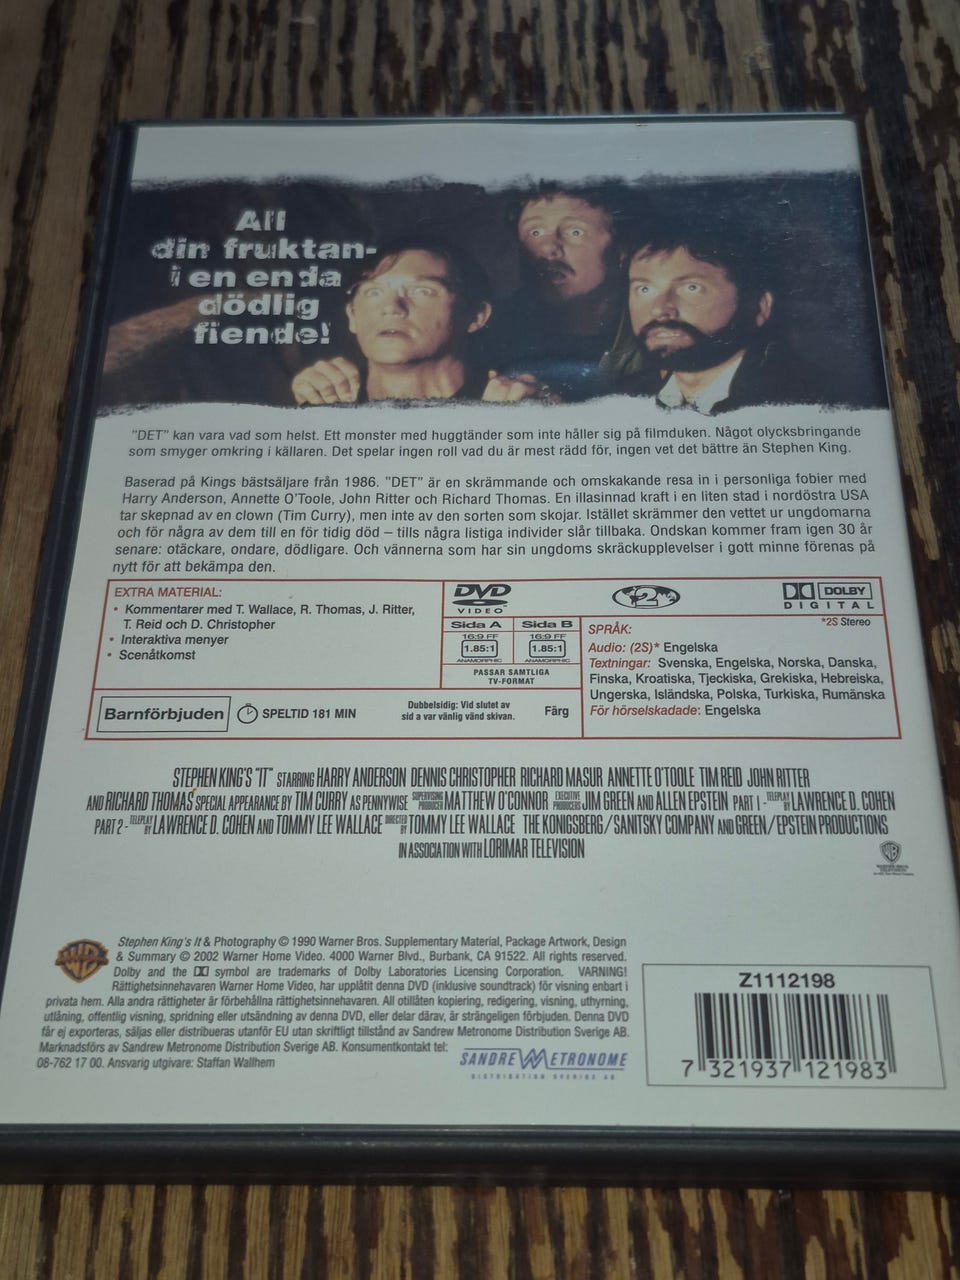 All
din fruktan-
i en enda
dödlig
fiende!
"DET" kan vara vad som helst. Ett monster med huggtänder som inte håller sig på filmduken. Något olycksbringande
som smyger omkring i källaren. Det spelar ingen roll vad du är mest rädd för, ingen vet det bättre än Stephen King.
Baserad på Kings bästsäljare från 1986. "DET" är en skrämmande och omskakande resa in i personliga fobier med
Harry Anderson, Annette O'Toole, John Ritter och Richard Thomas. En illasinnad kraft i en liten stad i nordöstra USA
tar skepnad av en clown (Tim Curry), men inte av den sorten som skojar. Istället skrämmer den vettet ur ungdomarna
och för några av dem till en för tidig död – tills några listiga individer slår tillbaka. Ondskan kommer fram igen 30 år
senare: otäckare, ondare, dödligare. Och vännerna som har sin ungdoms skräckupplevelser i gott minne förenas på
nytt för att bekämpa den.
EXTRA MATERIAL:
• Kommentarer med T. Wallace, R. Thomas, J. Ritter,
T. Reid och D. Christopher
• Interaktiva menyer
• Scenåtkomst
DVD
VIDEO
2
DOLBY
DIGITAL
*2S Stereo
Sida A
16:9 FF
1.85:1
ANAMORPHIC
Sida B
16:9 FF
1.85:1
ANAMORPHIC
PASSAR SAMTLIGA
TV-FORMAT
SPRÅK:
Audio: (2S)* Engelska
Textningar: Svenska, Engelska, Norska, Danska,
Finska, Kroatiska, Tjeckiska, Grekiska, Hebreiska,
Ungerska, Isländska, Polska, Turkiska, Rumänska
För hörselskadade: Engelska
Barnförbjuden
SPELTID 181 MIN
Dubbelsidig: Vid slutet av
sid a var vänlig vänd skivan.
Färg
STEPHEN KING'S "IT" STARRING HARRY ANDERSON DENNIS CHRISTOPHER RICHARD MASUR ANNETTE O'TOOLE TIM REID JOHN RITTER
AND RICHARD THOMAS SPECIAL APPEARANCE BY TIM CURRY AS PENNYWISE SUPERVISING PRODUCER MATTHEW O'CONNOR EXECUTIVE PRODUCERS JIM GREEN AND ALLEN EPSTEIN PART 1 - TELEPLAY BY LAWRENCE D. COHEN
PART 2 - TELEPLAY BY LAWRENCE D. COHEN AND TOMMY LEE WALLACE DIRECTED BY TOMMY LEE WALLACE THE KONIGSBERG/SANITSKY COMPANY AND GREEN/EPSTEIN PRODUCTIONS
IN ASSOCIATION WITH LORIMAR TELEVISION
WB
Stephen King's It & Photography © 1990 Warner Bros. Supplementary Material, Package Artwork, Design
& Summary © 2002 Warner Home Video. 4000 Warner Blvd., Burbank, CA 91522. All rights reserved.
Dolby and the symbol are trademarks of Dolby Laboratories Licensing Corporation. VARNING!
Rättighetsinnehavaren Warner Home Video, har upplåtit denna DVD (inklusive soundtrack) för visning enbart i
privata hem. Alla andra rättigheter är förbehållna rättighetsinnehavaren. All otillåten kopiering, redigering, visning, uthyrning,
utlåning, offentlig visning, spridning eller utsändning av denna DVD, eller delar därav, är strängeligen förbjuden. Denna DVD
får ej exporteras, säljas eller distribueras utanför EU utan skriftligt tillstånd av Sandrew Metronome Distribution Sverige AB.
Marknadsförs av Sandrew Metronome Distribution Sverige AB. Konsumentkontakt tel:
08-762 17 00. Ansvarig utgivare: Staffan Wallhem
SANDREW METRONOME
DISTRIBUTION SVERIGE AB
Z1112198
7 321937 121983